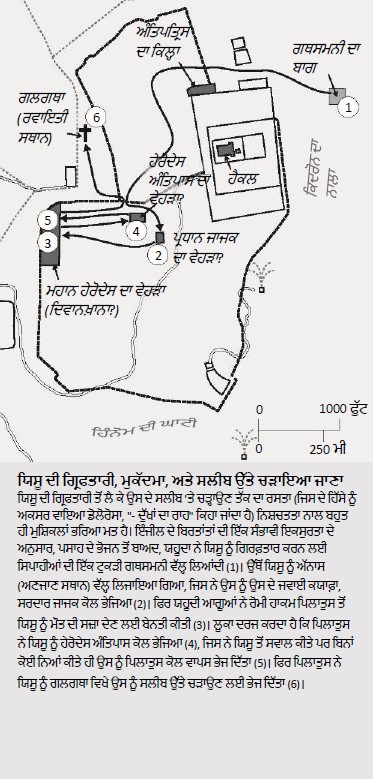 ਅੰਤਿਪਤ੍ਰਿਸ
ਦਾ ਕਿਲ੍ਹਾ
ਗਥਸਮਨੀ ਦਾ
ਬਾਗ
1
ਗਲਗਥਾ
(ਰਵਾਇਤੀ
ਸਥਾਨ)
6
ਹੇਰੋਦੇਸ
ਅੰਤਿਪਾਸ ਦਾ
ਵੇਹੜਾ?
ਹੈਕਲ
ਕਿਦਰੋਨ ਦਾ
ਨਾਲਾ
5
4
3
2
ਪ੍ਰਧਾਨ ਜਾਜਕ
ਦਾ ਵੇਹੜਾ?
ਮਹਾਨ ਹੇਰੋਦੇਸ ਦਾ ਵੇਹੜਾ
(ਦਿਵਾਨਖ਼ਾਨਾ?)
ਹਿੰਨੋਮ ਦੀ ਘਾਟੀ
0 1000 ਫੁੱਟ
0 250 ਮੀ
ਯਿਸੂ ਦੀ ਗ੍ਰਿਫਤਾਰੀ, ਮੁਕੱਦਮਾ, ਅਤੇ ਸਲੀਬ ਉੱਤੇ ਚੜਾਇਆ ਜਾਣਾ
ਯਿਸੂ ਦੀ ਗ੍ਰਿਫਤਾਰੀ ਤੋਂ ਲੈ ਕੇ ਉਸ ਦੇ ਸਲੀਬ 'ਤੇ ਚੜ੍ਹਾਉਣ ਤੱਕ ਦਾ ਰਸਤਾ (ਜਿਸ ਦੇ ਹਿੱਸੇ ਨੂੰ
ਅਕਸਰ ਵਾਇਆ ਡੋਲੋਰੋਸਾ, "- ਦੁੱਖਾਂ ਦਾ ਰਾਹ" ਕਿਹਾ ਜਾਂਦਾ ਹੈ) ਨਿਸ਼ਚਤਤਾ ਨਾਲ ਬਹੁਤ
ਹੀ ਮੁਸ਼ਕਿਲਾਂ ਭਰਿਆ ਮਤ ਹੈ। ਇੰਜੀਲ ਦੇ ਬਿਰਤਾਂਤਾਂ ਦੀ ਇੱਕ ਸੰਭਾਵੀ ਇਕਸੁਰਤਾ ਦੇ
ਅਨੁਸਾਰ, ਪਸਾਹ ਦੇ ਭੋਜਨ ਤੋਂ ਬਾਅਦ, ਯਹੂਦਾ ਨੇ ਯਿਸੂ ਨੂੰ ਗਿਰਫ਼ਤਾਰ ਕਰਨ ਲਈ
ਸਿਪਾਹੀਆਂ ਦੀ ਇੱਕ ਟੁਕੜੀ ਗਥਸਮਨੀ ਵੱਲ੍ਹ ਲਿਆਂਦੀ (1)। ਉੱਥੋਂ ਯਿਸੂ ਨੂੰ ਅੱਨਾਸ
(ਅਣਜਾਣ ਸਥਾਨ) ਵੱਲ੍ਹ ਲਿਜਾਇਆ ਗਿਆ, ਜਿਸ ਨੇ ਉਸ ਨੂੰ ਉਸ ਦੇ ਜਵਾਈ ਕਯਾਫ਼ਾ,
ਸਰਦਾਰ ਜਾਜਕ ਕੋਲ ਭੇਜਿਆ (2)। ਫਿਰ ਯਹੂਦੀ ਆਗੂਆਂ ਨੇ ਰੋਮੀ ਹਾਕਮ ਪਿਲਾਤੁਸ ਤੋਂ
ਯਿਸੂ ਨੂੰ ਮੌਤ ਦੀ ਸਜ਼ਾ ਦੇਣ ਲਈ ਬੇਨਤੀ ਕੀਤੀ (3)। ਲੂਕਾ ਦਰਜ ਕਰਦਾ ਹੈ ਕਿ ਪਿਲਾਤੁਸ
ਨੇ ਯਿਸੂ ਨੂੰ ਹੇਰੋਦੇਸ ਅੰਤਿਪਾਸ ਕੋਲ ਭੇਜਿਆ (4), ਜਿਸ ਨੇ ਯਿਸੂ ਤੋਂ ਸਵਾਲ ਕੀਤੇ ਪਰ ਬਿਨਾਂ
ਕੋਈ ਨਿਆਂ ਕੀਤੇ ਹੀ ਉਸ ਨੂੰ ਪਿਲਾਤੁਸ ਕੋਲ ਵਾਪਸ ਭੇਜ ਦਿੱਤਾ (5)। ਫਿਰ ਪਿਲਾਤੁਸ ਨੇ
ਯਿਸੂ ਨੂੰ ਗਲਗਥਾ ਵਿਖੇ ਉਸ ਨੂੰ ਸਲੀਬ ਉੱਤੇ ਚੜਾਉਣ ਲਈ ਭੇਜ ਦਿੱਤਾ (6)।